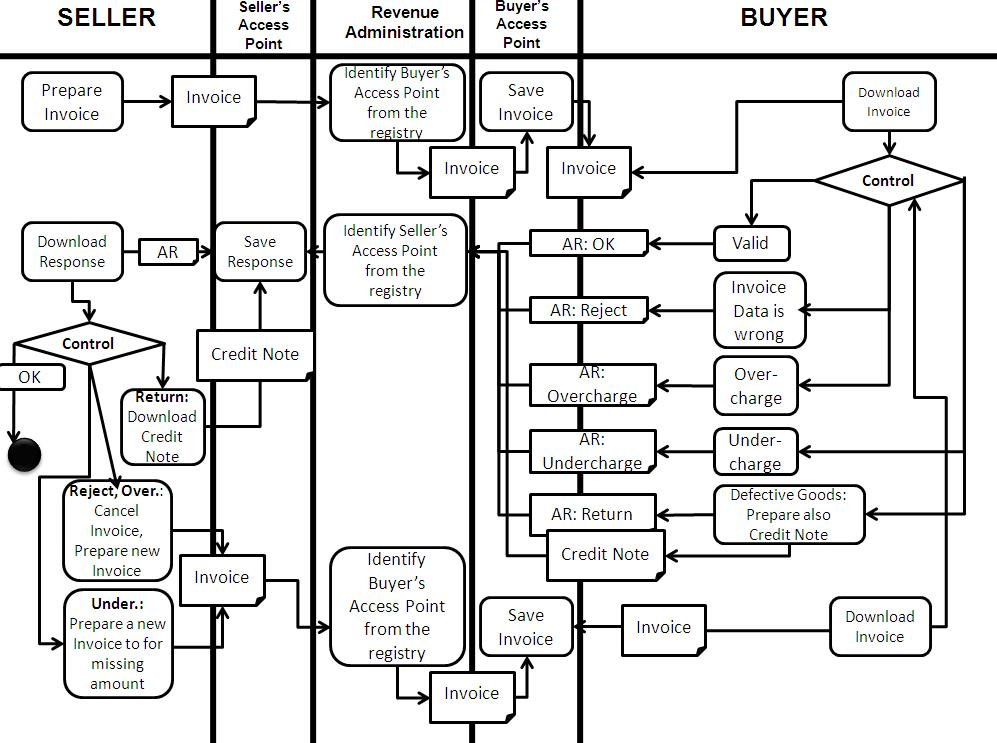 SELLER
Seller's
Access
Point
Revenue
Administration
Buyer's
Access
Point
BUYER
Prepare
Invoice
Invoice
Identify Buyer's
Access Point
from the
registry
Invoice
Save
Invoice
Invoice
Download
Invoice
Control
Valid
AR: OK
Invoice
Data is
wrong
AR: Reject
Over-
charge
AR:
Overcharge
Under-
charge
AR:
Undercharge
Defective Goods:
Prepare also
Credit Note
AR: Return
Credit Note
Identify Seller's
Access Point
from the
registry
Save
Response
AR
Download
Response
Control
OK
Credit Note
Return:
Download
Credit
Note
Reject, Over.:
Cancel
Invoice,
Prepare new
Invoice
Under.:
Prepare a new
Invoice to for
missing
amount
Invoice
Identify
Buyer's
Access Point
from the
registry
Invoice
Save
Invoice
Invoice
Download
Invoice